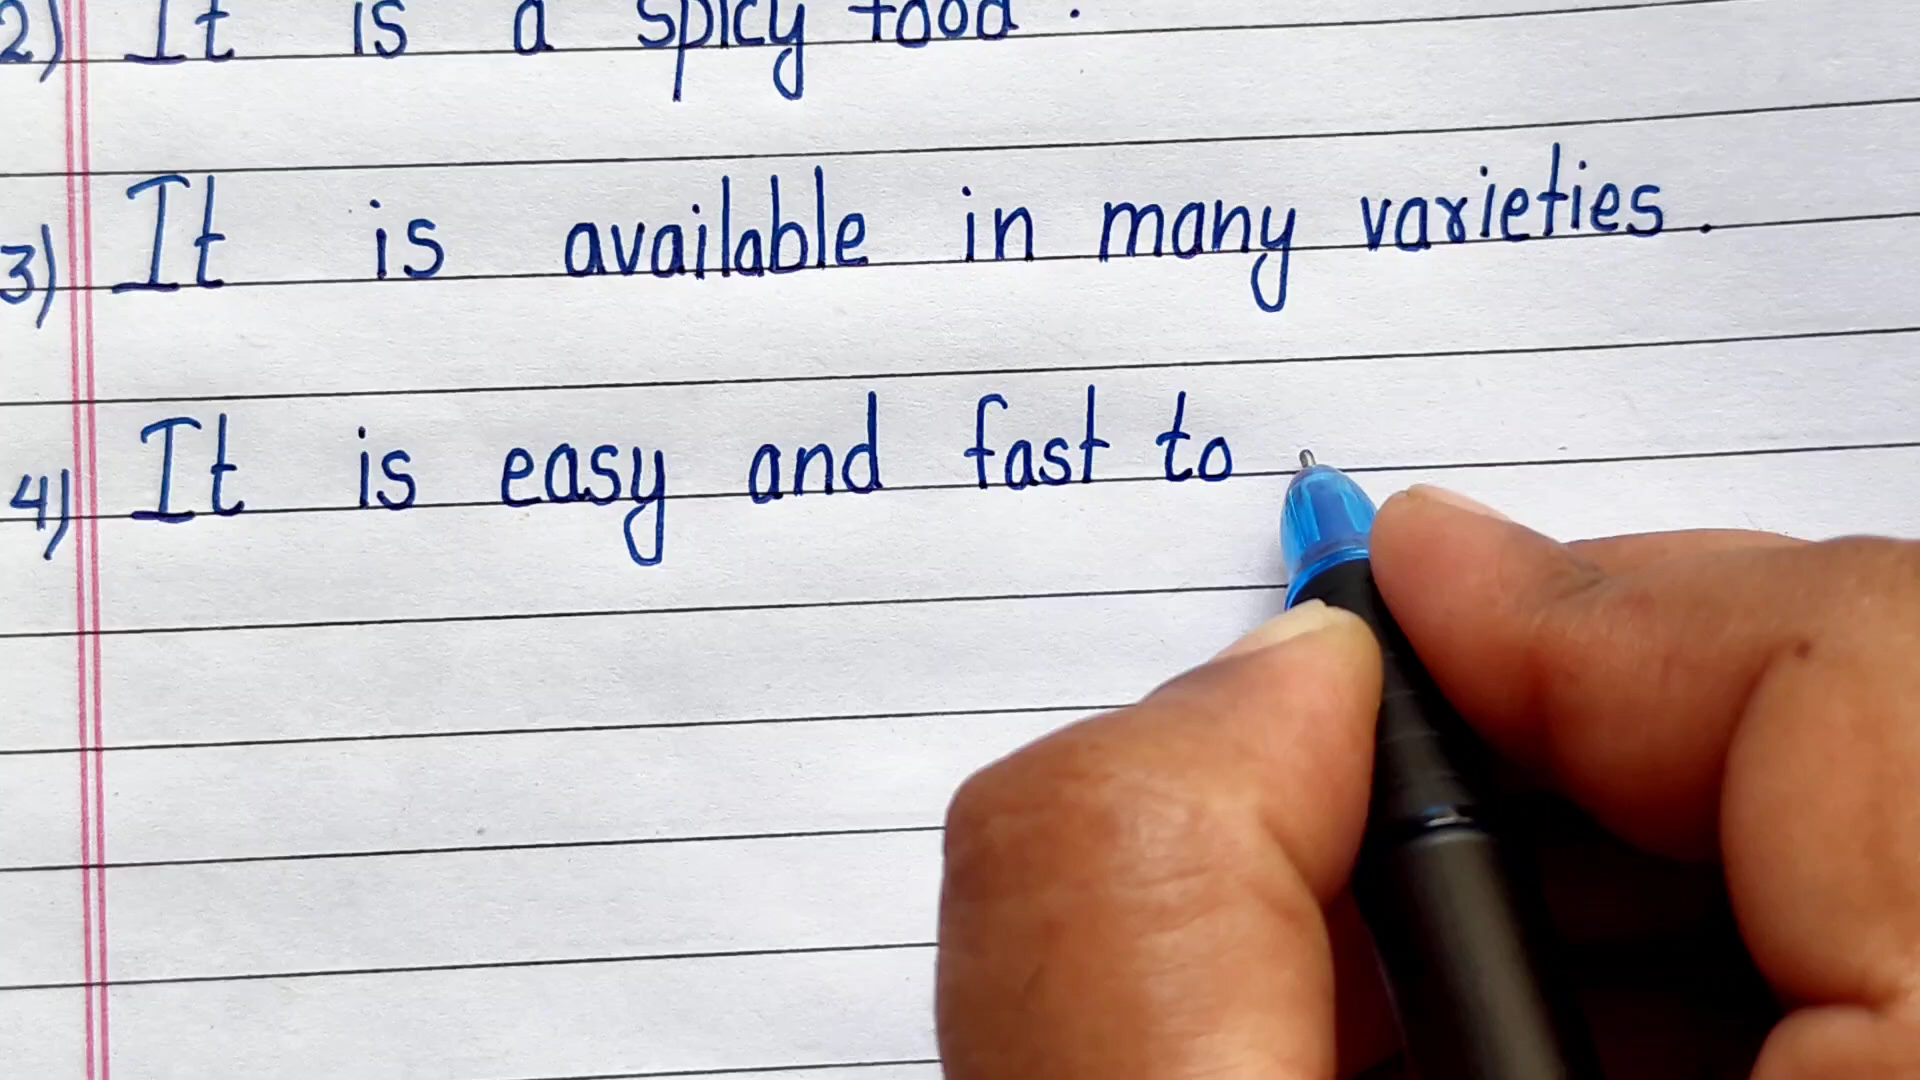 2) It is a spicy food.
3) It is available in many varieties.
4) It is easy and fast to